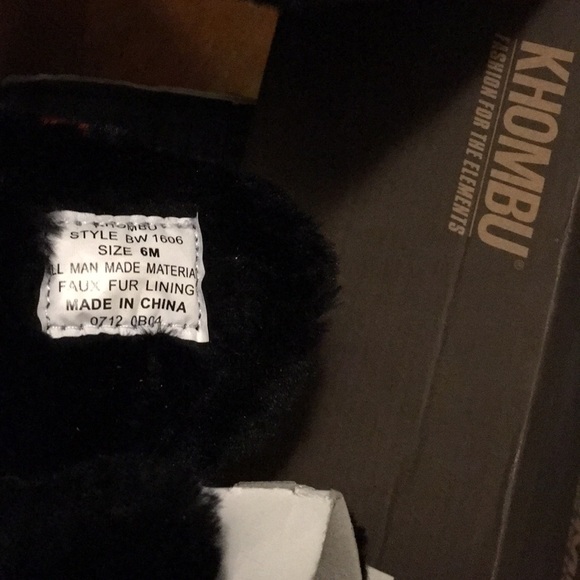 KHOMBU
STYLE BW 1606
SIZE 6M
LL MAN MADE MATERIA
FAUX FUR LINING
MADE IN CHINA
0712 0B04
KHOMBU®
FASHION FOR THE ELEMENTS